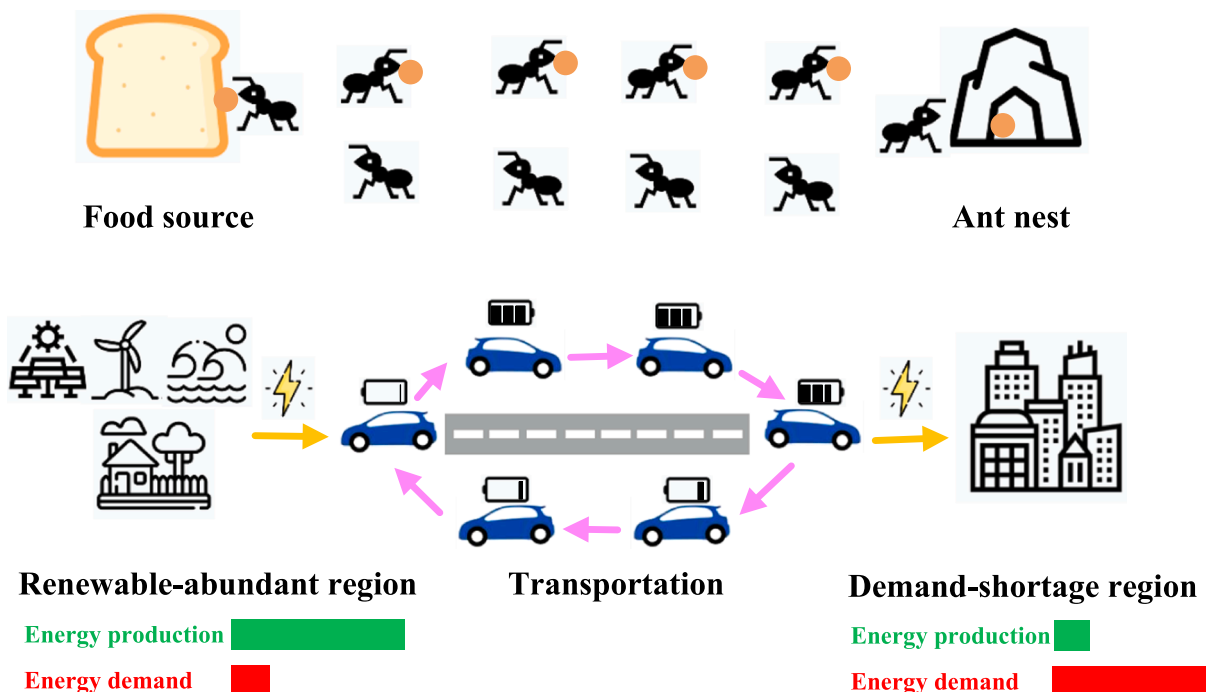 Food source
Ant nest
Renewable-abundant region
Transportation
Demand-shortage region
Energy production
Energy production
Energy demand
Energy demand